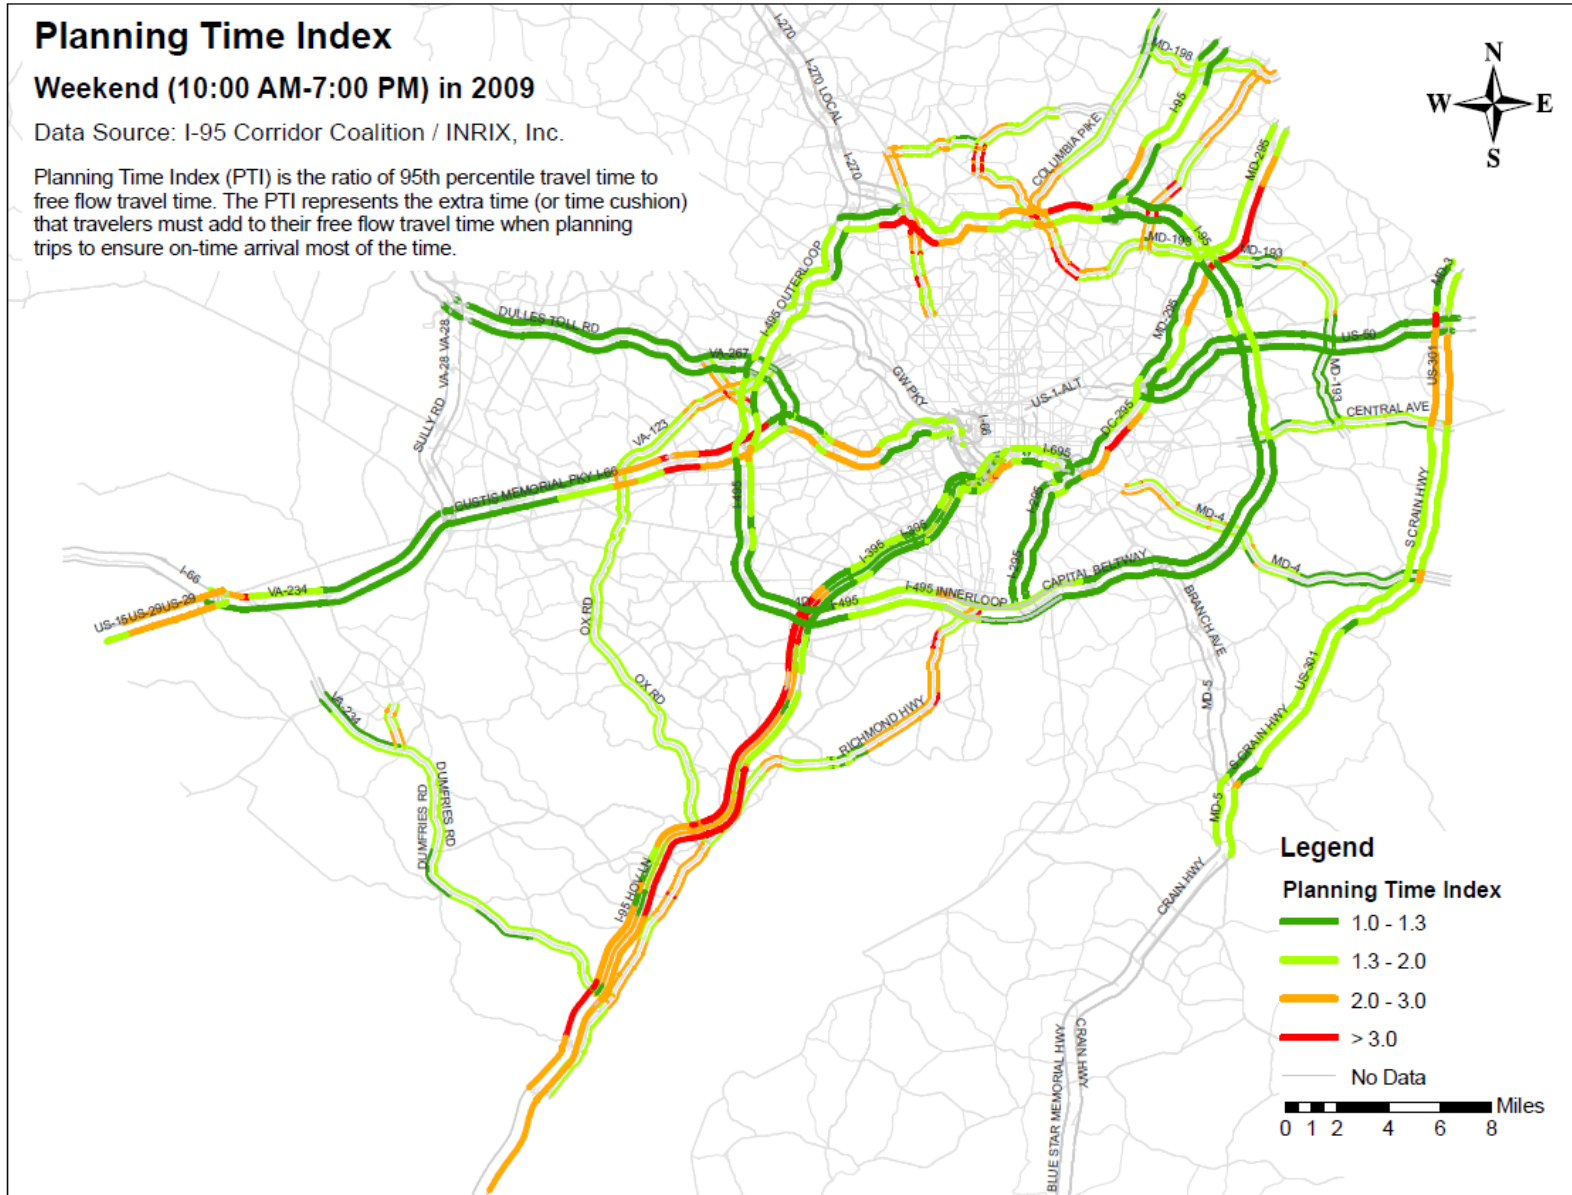 Planning Time Index
Weekend (10:00 AM-7:00 PM) in 2009
Data Source: I-95 Corridor Coalition / INRIX, Inc.
Planning Time Index (PTI) is the ratio of 95th percentile travel time to
free flow travel time. The PTI represents the extra time (or time cushion)
that travelers must add to their free flow travel time when planning
trips to ensure on-time arrival most of the time.
N
W E
S
I-270
I-270 LOCAL
I-270
MD-198
I-95
COLUMBIA PIKE
MD-295
I-95
MD-193
MD-193
MD-3
I-495 OUTERLOOP
DULLES TOLL RD
VA-267
VA-28 VA-28
SULLY RD
GW PKY
US-1-ALT
I-66
MD-295
US-50
US-301
MD-193
CENTRAL AVE
DC-295
I-695
VA-123
CUSTIS MEMORIAL PKY I-66
I-495
I-395
I-395
I-295
I-295
MD-4
MD-4
S CRAIN HWY
I-66
VA-234
US-15 US-29 US-29
I-495
I-495 INNERLOOP
CAPITAL BELTWAY
OX RD
OX RD
BRANCH AVE
MD-5
US-301
S CRAIN HWY
MD-5
VA-234
DUMFRIES RD
DUMFRIES RD
RICHMOND HWY
I-95 HOV LN
CRAIN HWY
BLUE STAR MEMORIAL HWY
CRAIN HWY
Legend
Planning Time Index
1.0 - 1.3
1.3 - 2.0
2.0 - 3.0
> 3.0
No Data
Miles
0 1 2 4 6 8